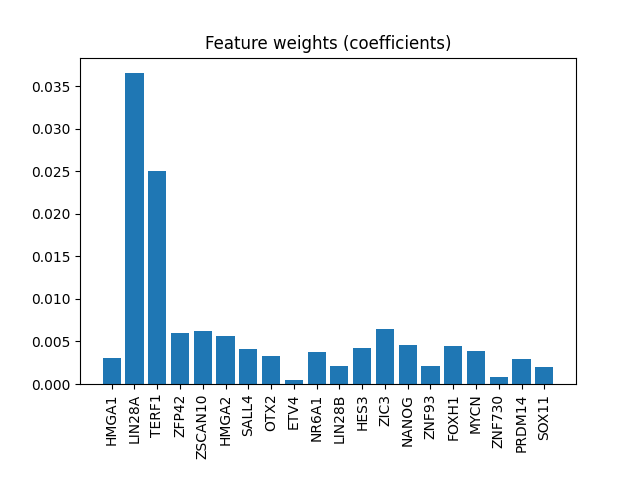 Feature weights (coefficients)
0.035
0.030
0.025
0.020
0.015
0.010
0.005
0.000
HMGA1
LIN28A
TERF1
ZFP42
ZSCAN10
HMGA2
SALL4
OTX2
ETV4
NR6A1
LIN28B
HES3
ZIC3
NANOG
ZNF93
FOXH1
MYCN
ZNF730
PRDM14
SOX11